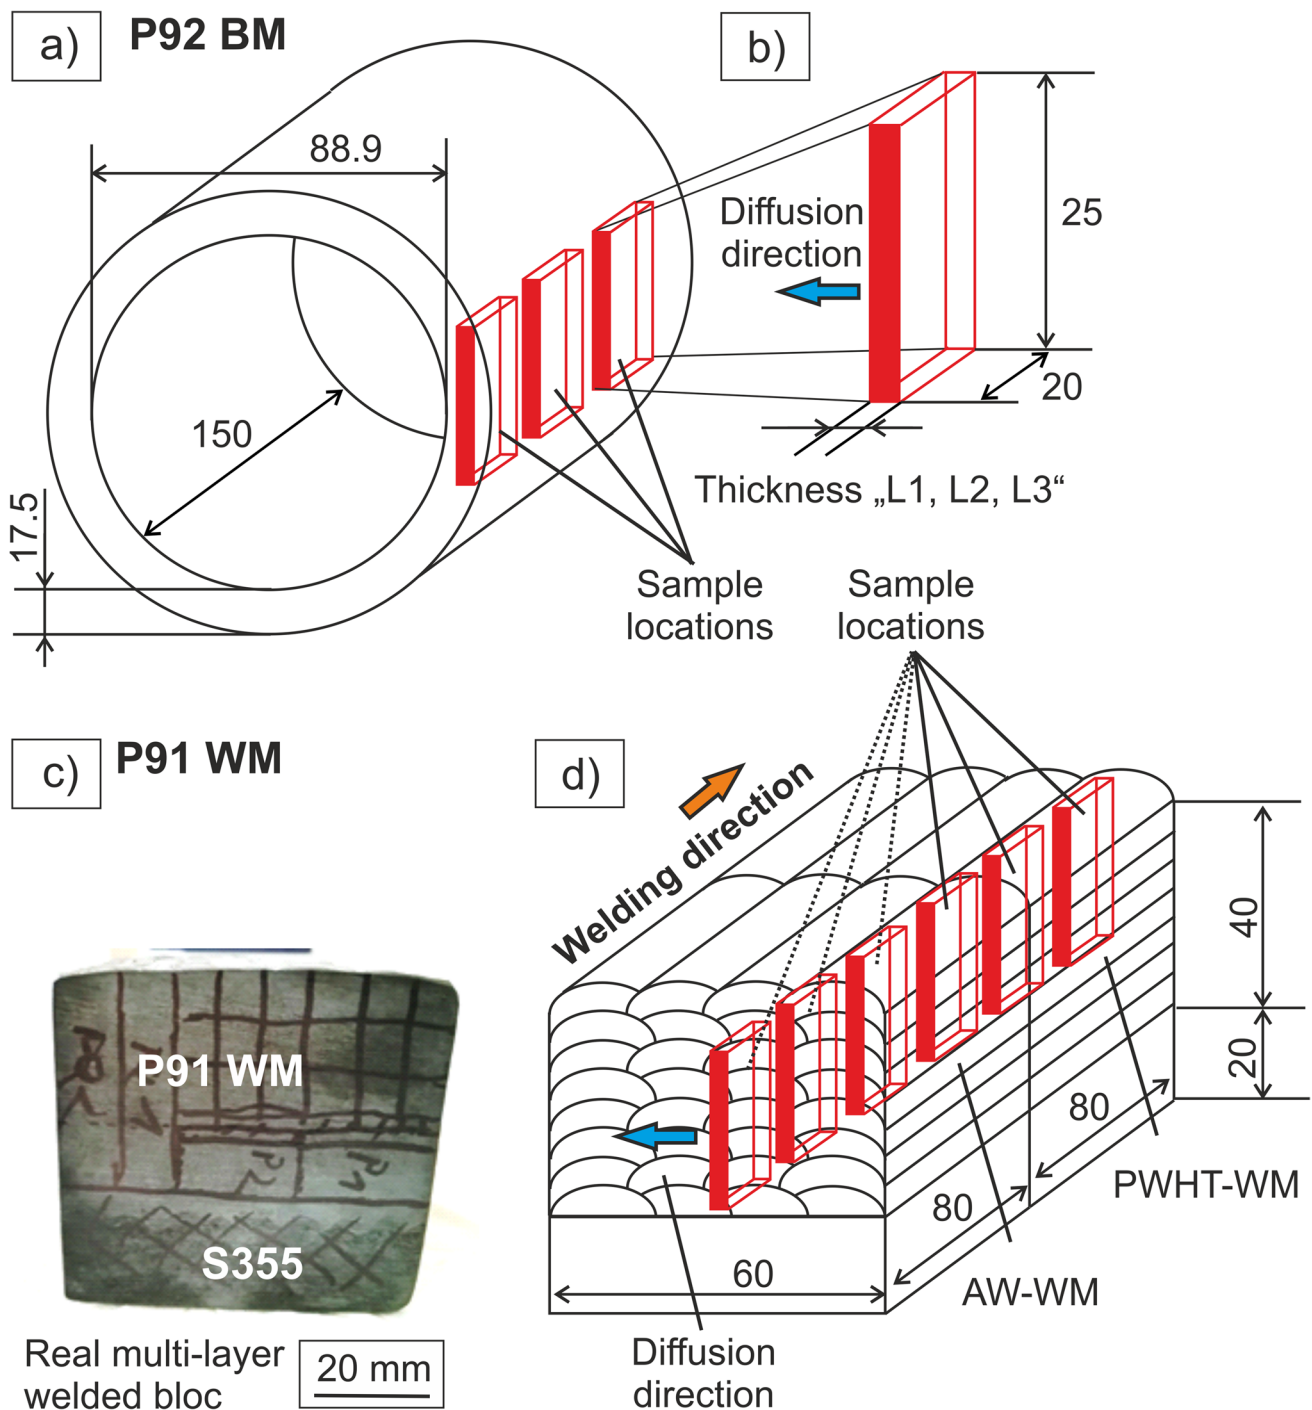 a)
P92 BM
b)
88.9
25
Diffusion
direction
20
150
17.5
Thickness „L1, L2, L3“
Sample
locations
Sample
locations
c)
P91 WM
d)
Welding direction
40
20
P91 WM
80
PWHT-WM
80
S355
60
AW-WM
Real multi-layer
welded bloc
20 mm
Diffusion
direction